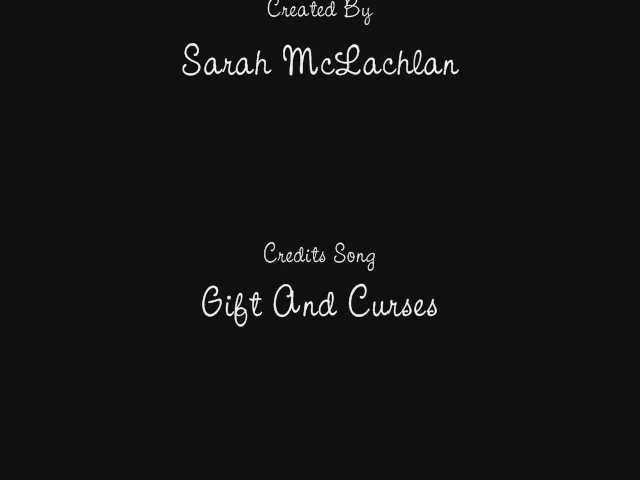 Created By
Sarah McLachlan
Credits Song
Gift And Curses